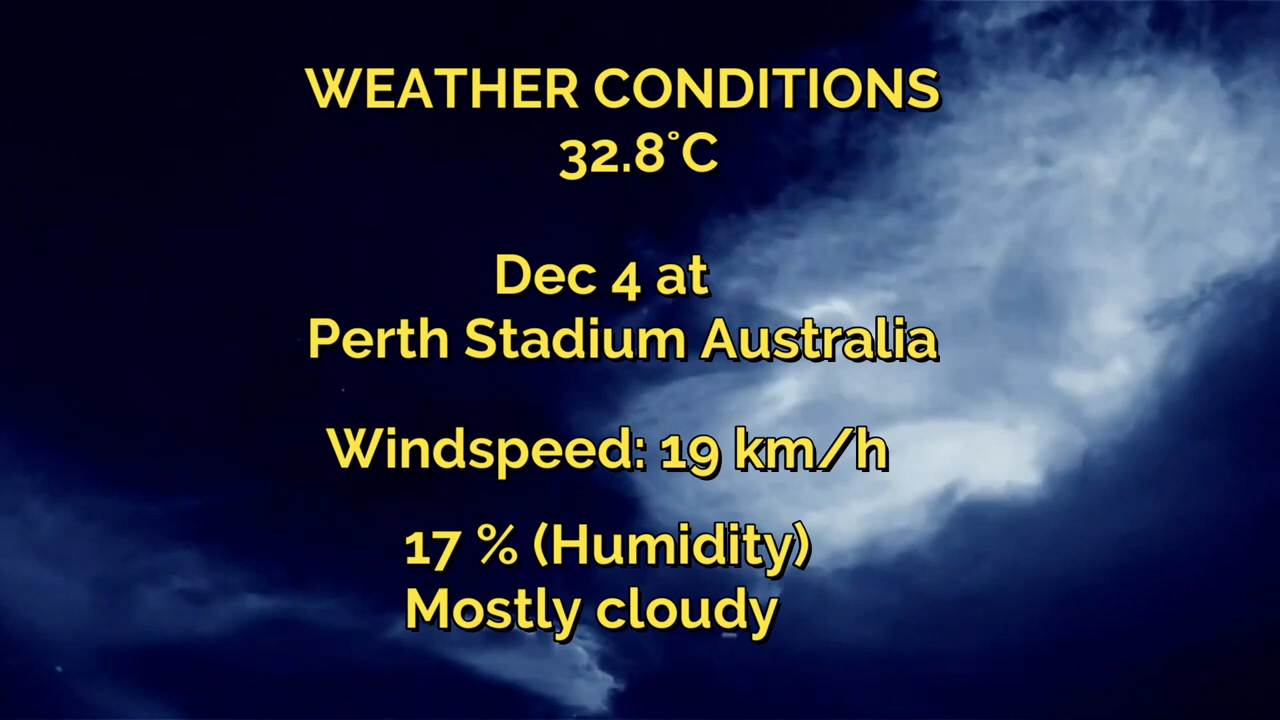 WEATHER CONDITIONS
32.8°C
Dec 4 at
Perth Stadium Australia
Windspeed: 19 km/h
17 % (Humidity)
Mostly cloudy